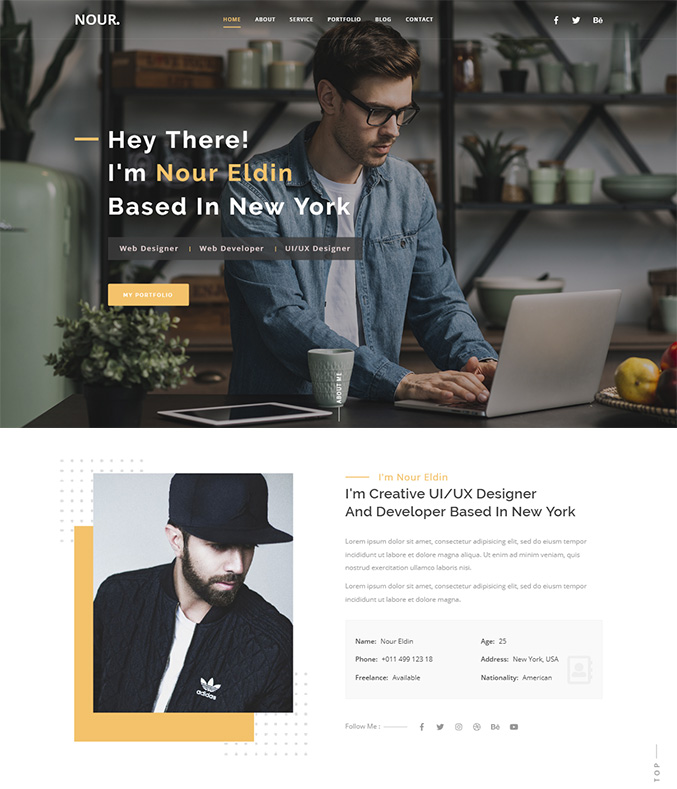 NOUR.
HOME ABOUT SERVICE PORTFOLIO BLOG CONTACT
Hey There!
I'm Nour Eldin
Based In New York
Web Designer | Web Developer | UI/UX Designer
MY PORTFOLIO
ABOUT ME
I'm Nour Eldin
I'm Creative UI/UX Designer
And Developer Based In New York
Lorem ipsum dolor sit amet, consectetur adipisicing elit, sed do eiusm tempor
incididunt ut labore et dolore magna aliqua. Ut enim ad minim veniam, quis
nostrud exercitation ullamco laboris nisi.
Lorem ipsum dolor sit amet, consectetur adipisicing elit, sed do eiusm tempor
incididunt ut labore et dolore magna.
Name: Nour Eldin Age: 25
Phone: +011 499 123 18 Address: New York, USA
Freelance: Available Nationality: American
adidas
Follow Me :
TOP